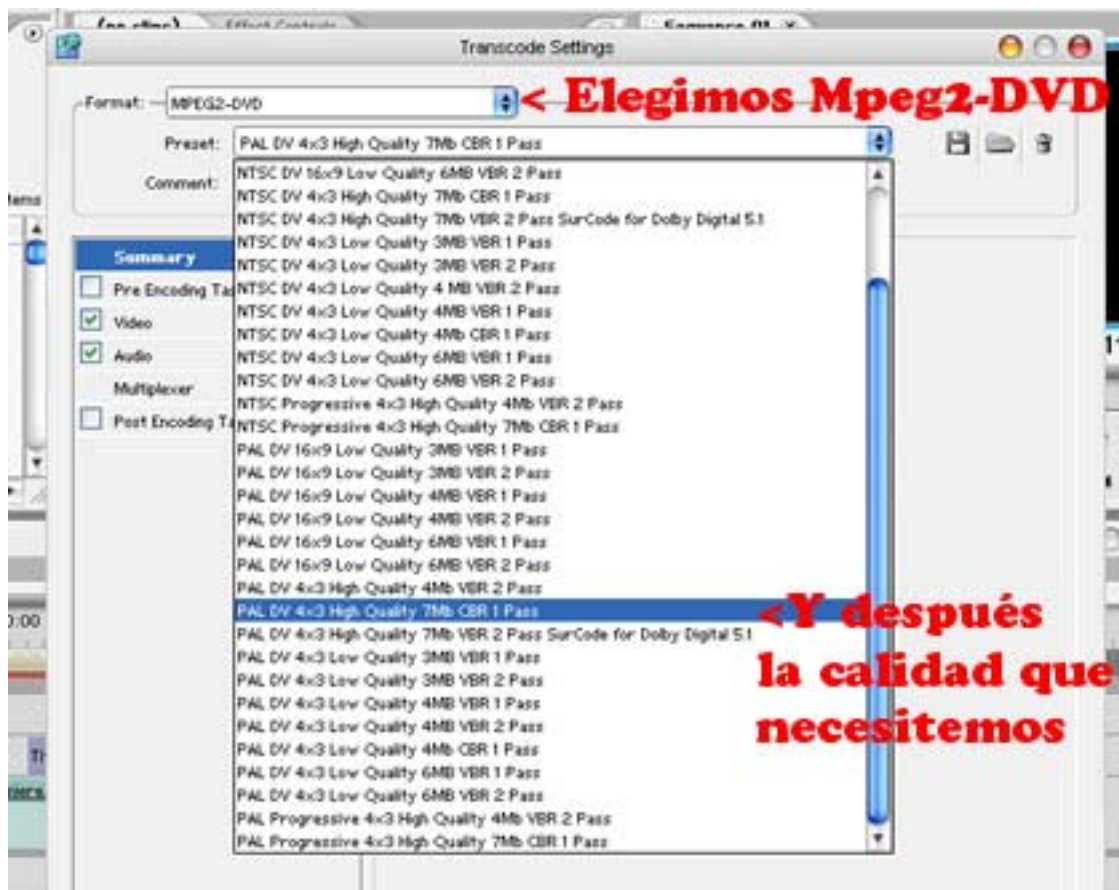 (no clips) Effect Controls Sequence 01 x
Transcode Settings
Format: MPEG2-DVD < Elegimos Mpeg2-DVD
Preset: PAL DV 4x3 High Quality 7Mb CBR 1 Pass
Comment:
NTSC DV 16x9 Low Quality 6MB VBR 2 Pass
NTSC DV 4x3 High Quality 7Mb CBR 1 Pass
NTSC DV 4x3 High Quality 7Mb VBR 2 Pass SurCode for Dolby Digital 5.1
NTSC DV 4x3 Low Quality 3MB VBR 1 Pass
NTSC DV 4x3 Low Quality 3MB VBR 2 Pass
NTSC DV 4x3 Low Quality 4 MB VBR 2 Pass
NTSC DV 4x3 Low Quality 4MB VBR 1 Pass
NTSC DV 4x3 Low Quality 4Mb CBR 1 Pass
NTSC DV 4x3 Low Quality 6MB VBR 1 Pass
NTSC DV 4x3 Low Quality 6MB VBR 2 Pass
NTSC Progressive 4x3 High Quality 4Mb VBR 2 Pass
NTSC Progressive 4x3 High Quality 7Mb CBR 1 Pass
PAL DV 16x9 Low Quality 3MB VBR 1 Pass
PAL DV 16x9 Low Quality 3MB VBR 2 Pass
PAL DV 16x9 Low Quality 4MB VBR 1 Pass
PAL DV 16x9 Low Quality 4MB VBR 2 Pass
PAL DV 16x9 Low Quality 6MB VBR 1 Pass
PAL DV 16x9 Low Quality 6MB VBR 2 Pass
PAL DV 4x3 High Quality 4Mb VBR 2 Pass
PAL DV 4x3 High Quality 7Mb CBR 1 Pass
PAL DV 4x3 High Quality 7Mb VBR 2 Pass SurCode for Dolby Digital 5.1
PAL DV 4x3 Low Quality 3MB VBR 1 Pass
PAL DV 4x3 Low Quality 3MB VBR 2 Pass
PAL DV 4x3 Low Quality 4MB VBR 1 Pass
PAL DV 4x3 Low Quality 4MB VBR 2 Pass
PAL DV 4x3 Low Quality 4Mb CBR 1 Pass
PAL DV 4x3 Low Quality 6MB VBR 1 Pass
PAL DV 4x3 Low Quality 6MB VBR 2 Pass
PAL Progressive 4x3 High Quality 4Mb VBR 2 Pass
PAL Progressive 4x3 High Quality 7Mb CBR 1 Pass
Summary
Pre Encoding Ta
Video
Audio
Multiplexer
Post Encoding Ta
<Y después
la calidad que
necesitemos